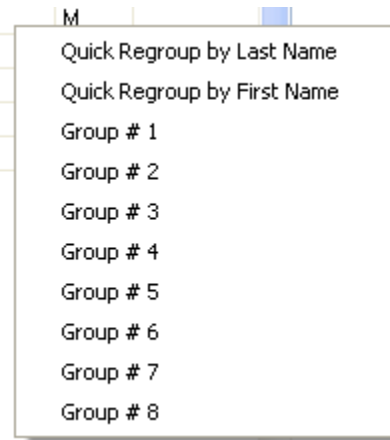 M
Quick Regroup by Last Name
Quick Regroup by First Name
Group # 1
Group # 2
Group # 3
Group # 4
Group # 5
Group # 6
Group # 7
Group # 8